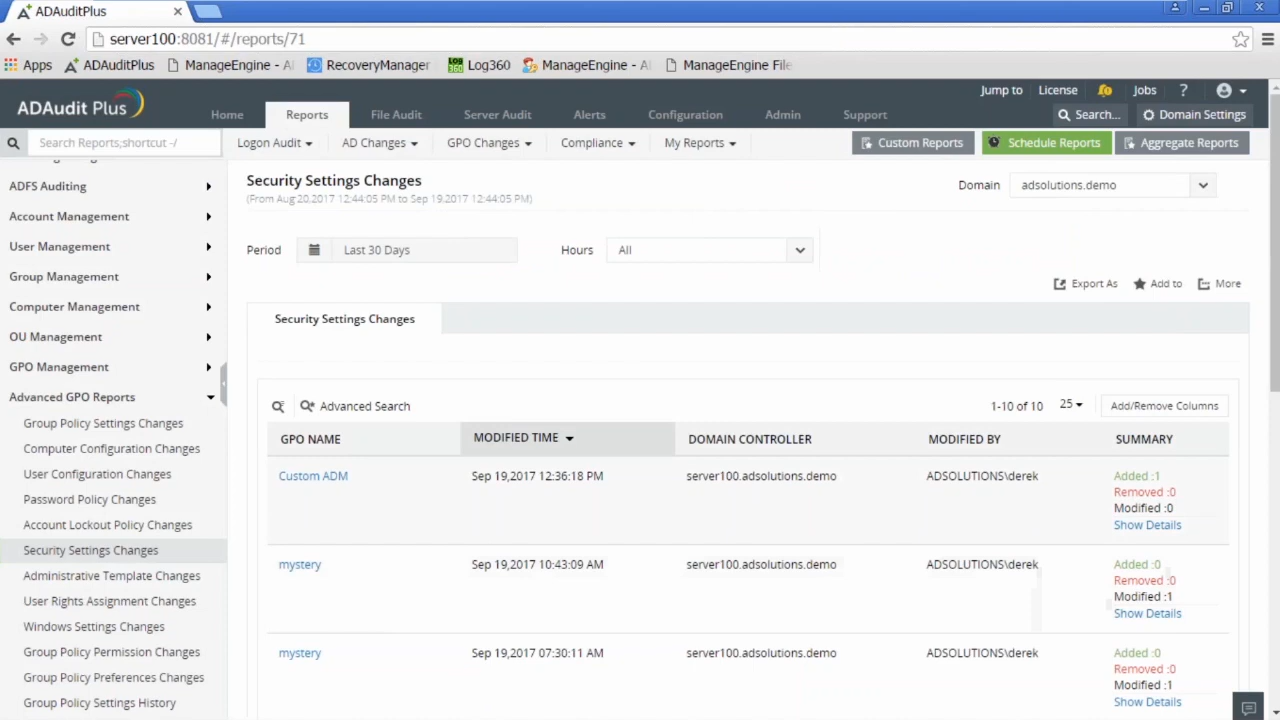 ADAuditPlus
server100:8081/#/reports/71
Apps ADAuditPlus ManageEngine - A RecoveryManager Log360 ManageEngine - A ManageEngine File
ADAudit Plus
Jump to License Jobs ?
Home Reports File Audit Server Audit Alerts Configuration Admin Support Search... Domain Settings
Search Reports,shortcut -/ Logon Audit AD Changes GPO Changes Compliance My Reports Custom Reports Schedule Reports Aggregate Reports
ADFS Auditing
Account Management
User Management
Group Management
Computer Management
OU Management
GPO Management
Advanced GPO Reports
Group Policy Settings Changes
Computer Configuration Changes
User Configuration Changes
Password Policy Changes
Account Lockout Policy Changes
Security Settings Changes
Administrative Template Changes
User Rights Assignment Changes
Windows Settings Changes
Group Policy Permission Changes
Group Policy Preferences Changes
Group Policy Settings History
Security Settings Changes
(From Aug 20,2017 12:44:05 PM to Sep 19,2017 12:44:05 PM)
Domain adsolutions.demo
Period Last 30 Days Hours All
Export As Add to More
Security Settings Changes
Advanced Search 1-10 of 10 25 Add/Remove Columns
GPO NAME MODIFIED TIME DOMAIN CONTROLLER MODIFIED BY SUMMARY
Custom ADM Sep 19,2017 12:36:18 PM server100.adsolutions.demo ADSOLUTIONS\derek Added :1
Removed :0
Modified :0
Show Details
mystery Sep 19,2017 10:43:09 AM server100.adsolutions.demo ADSOLUTIONS\derek Added :0
Removed :0
Modified :1
Show Details
mystery Sep 19,2017 07:30:11 AM server100.adsolutions.demo ADSOLUTIONS\derek Added :0
Removed :0
Modified :1
Show Details